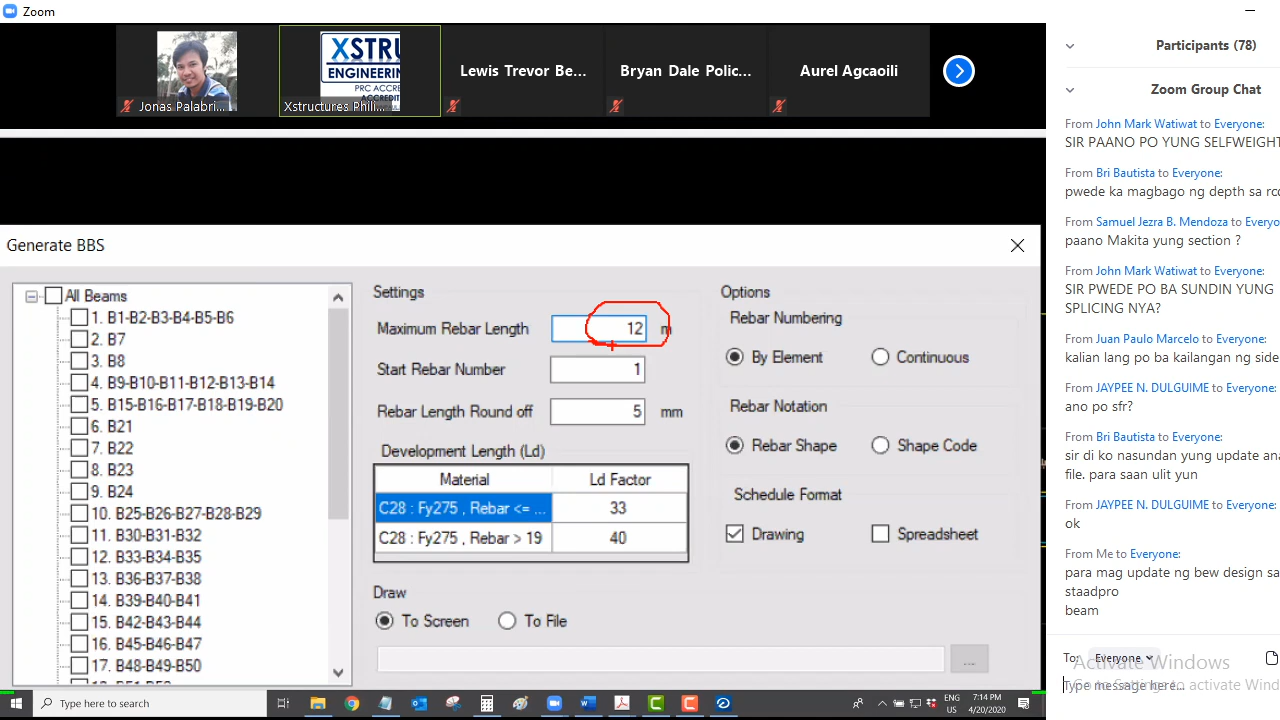 Zoom
XSTRU
ENGINEERIN
PRC ACCRE
Jonas Palabri...
Xstructures Phili...
Lewis Trevor Be...
Bryan Dale Polic...
Aurel Agcaoili
Participants (78)
Zoom Group Chat
From John Mark Watiwat to Everyone:
SIR PAANO PO YUNG SELFWEIGHT
From Bri Bautista to Everyone:
pwede ka magbago ng depth sa rcd
From Samuel Jezra B. Mendoza to Everyo
paano Makita yung section ?
From John Mark Watiwat to Everyone:
SIR PWEDE PO BA SUNDIN YUNG
SPLICING NYA?
From Juan Paulo Marcelo to Everyone:
kalian lang po ba kailangan ng side
From JAYPEE N. DULGUIME to Everyone:
ano po sfr?
From Bri Bautista to Everyone:
sir di ko nasundan yung update ana
file. para saan ulit yun
From JAYPEE N. DULGUIME to Everyone:
ok
From Me to Everyone:
para mag update ng bew design sa
staadpro
beam
To: Everyone
Type message here...
Activate Windows
Go to Settings to activate Wind
Generate BBS
All Beams
1. B1-B2-B3-B4-B5-B6
2. B7
3. B8
4. B9-B10-B11-B12-B13-B14
5. B15-B16-B17-B18-B19-B20
6. B21
7. B22
8. B23
9. B24
10. B25-B26-B27-B28-B29
11. B30-B31-B32
12. B33-B34-B35
13. B36-B37-B38
14. B39-B40-B41
15. B42-B43-B44
16. B45-B46-B47
17. B48-B49-B50
Settings
Maximum Rebar Length 12 m
Start Rebar Number 1
Rebar Length Round off 5 mm
Development Length (Ld)
Material Ld Factor
C28 : Fy275 , Rebar <= ... 33
C28 : Fy275 , Rebar > 19 40
Draw
To Screen To File
...
Options
Rebar Numbering
By Element Continuous
Rebar Notation
Rebar Shape Shape Code
Schedule Format
Drawing Spreadsheet
Type here to search
ENG
US
7:14 PM
4/20/2020